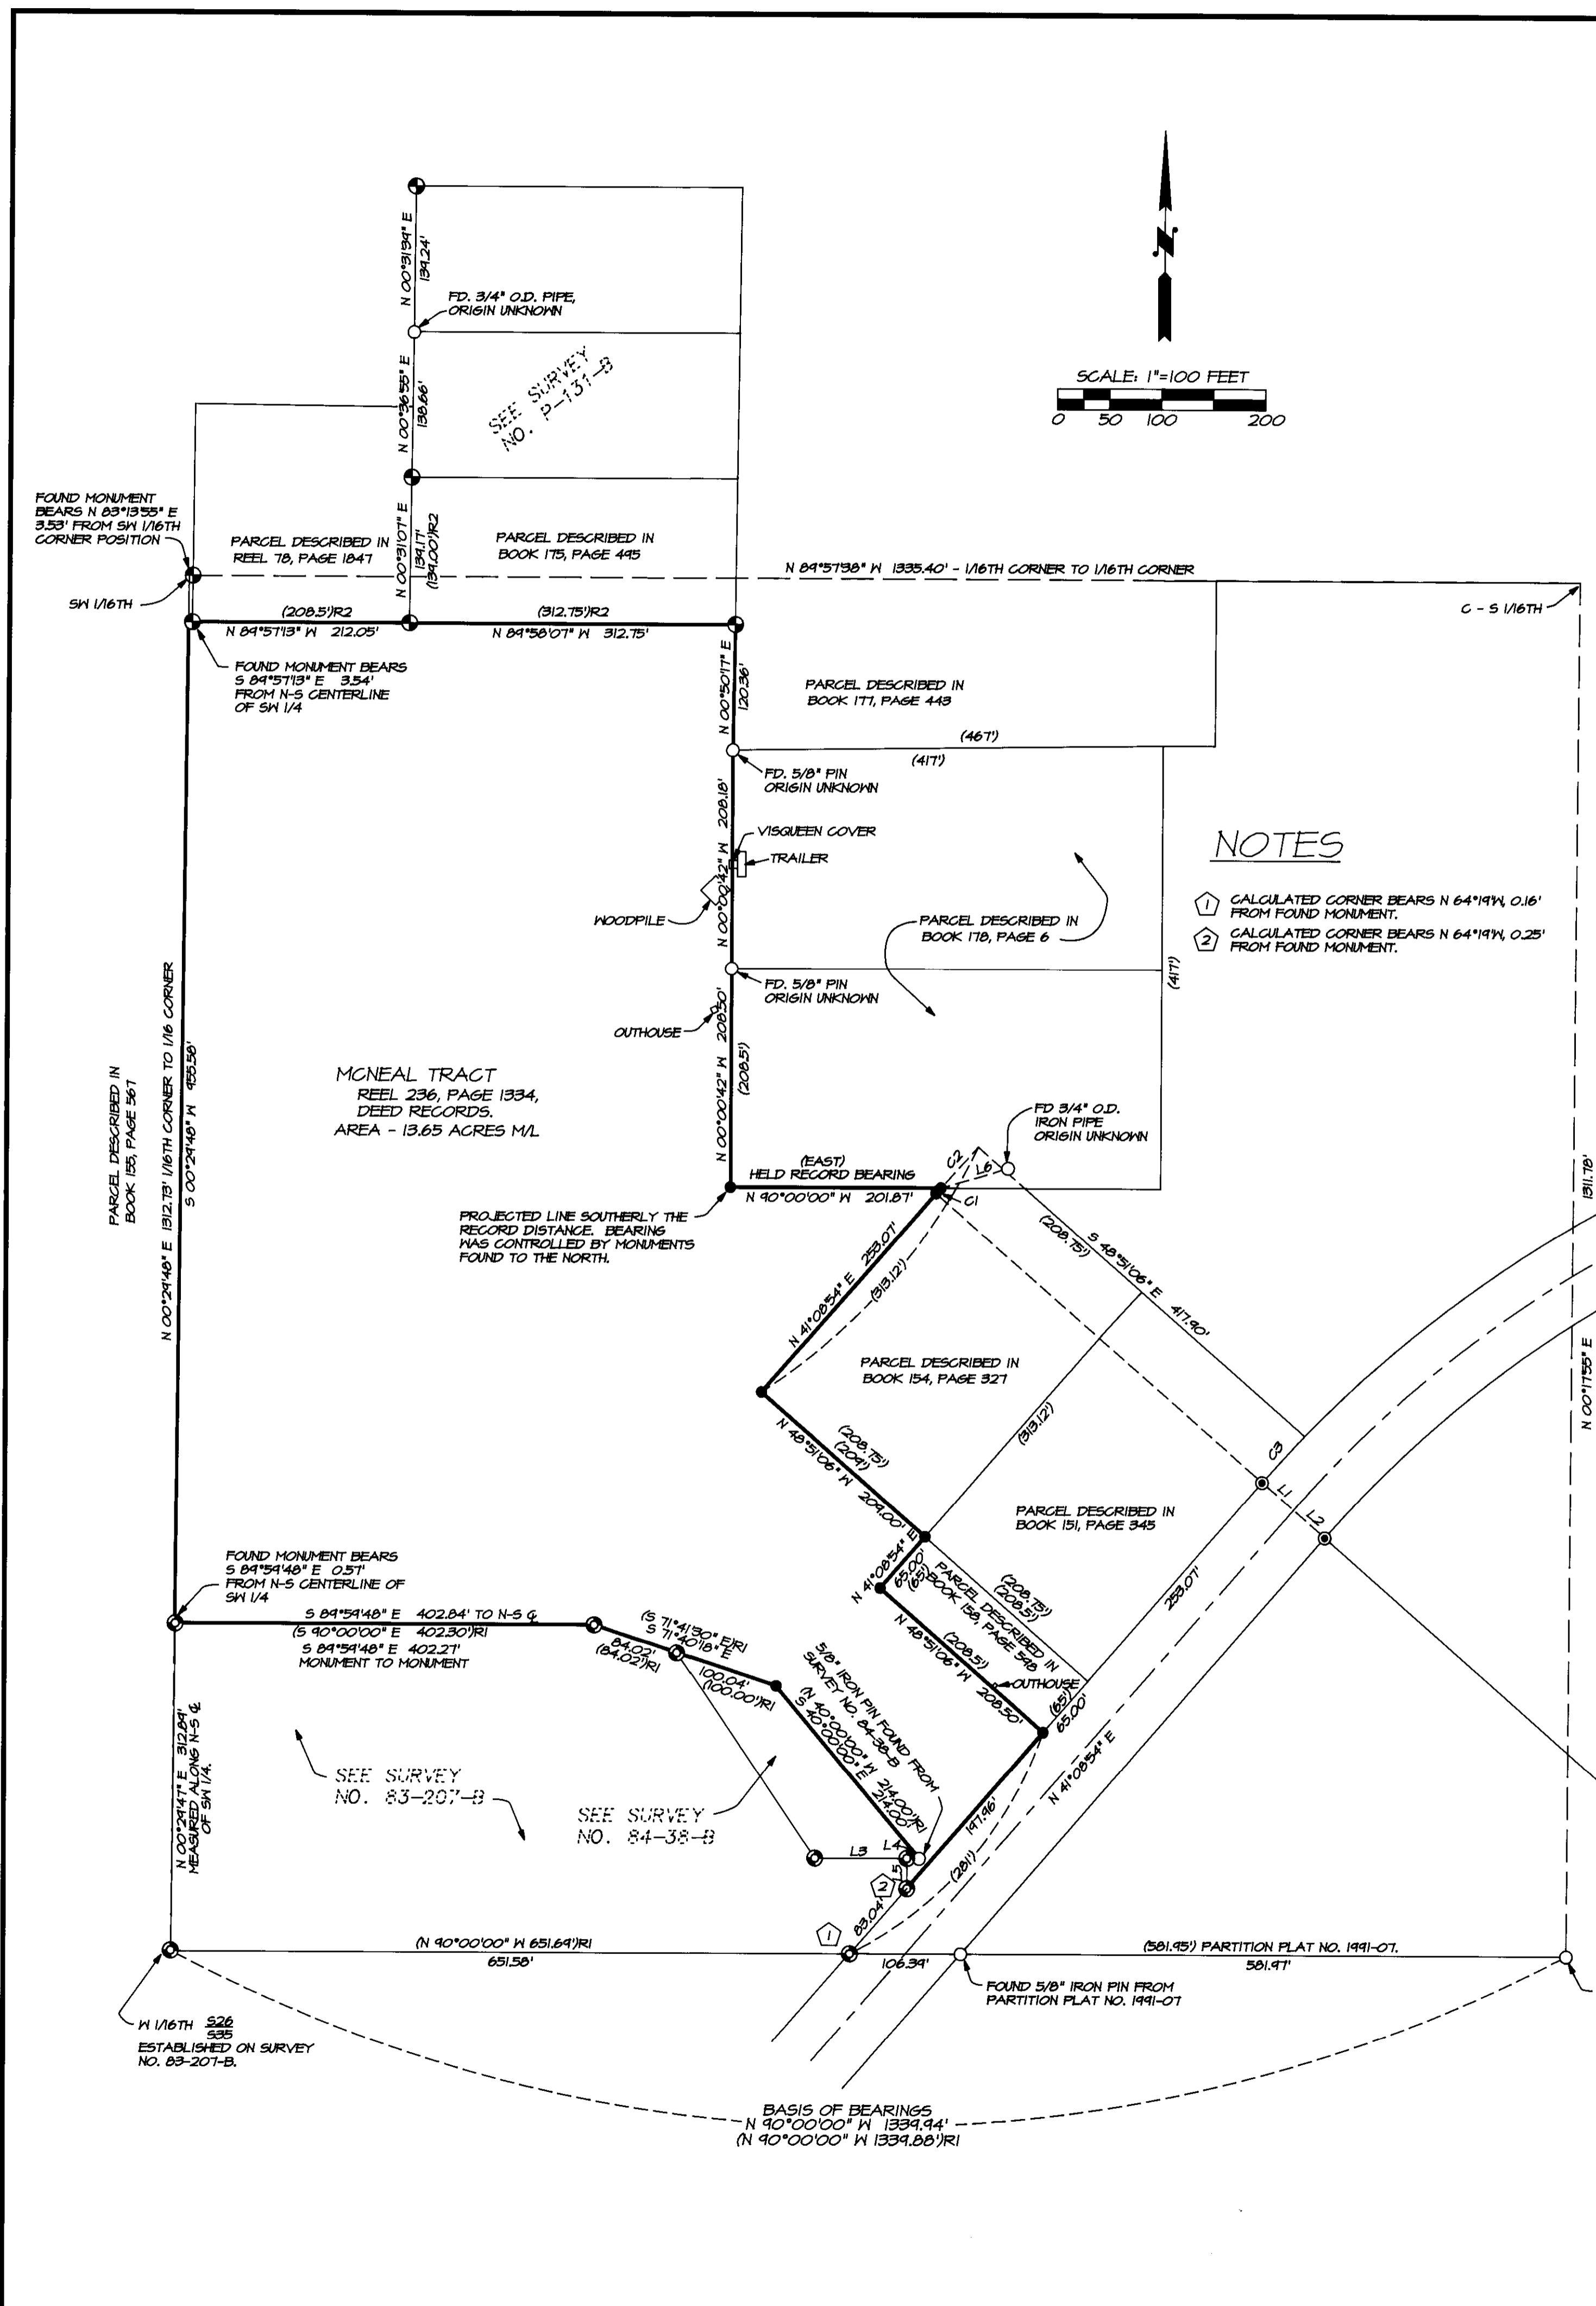 N 00°31'39" E
139.24'
FD. 3/4" O.D. PIPE,
ORIGIN UNKNOWN
N 00°36'55" E
138.66'
SEE SURVEY
NO. P-131-B
N
SCALE: 1"=100 FEET
0 50 100 200
FOUND MONUMENT
BEARS N 83°13'55" E
3.53' FROM SW 1/16TH
CORNER POSITION
PARCEL DESCRIBED IN
REEL 78, PAGE 1847
N 00°31'07" E
139.17'
(139.00')R2
PARCEL DESCRIBED IN
BOOK 175, PAGE 495
N 89°57'38" W 1335.40' - 1/16TH CORNER TO 1/16TH CORNER
SW 1/16TH
C - S 1/16TH
(208.5')R2
N 89°57'13" W 212.05'
(312.75')R2
N 89°58'07" W 312.75'
FOUND MONUMENT BEARS
S 89°57'13" E 3.54'
FROM N-S CENTERLINE
OF SW 1/4
N 00°50'17" E
120.36'
PARCEL DESCRIBED IN
BOOK 177, PAGE 443
(467')
(417')
FD. 5/8" PIN
ORIGIN UNKNOWN
N 00°00'42" W 208.18'
VISQUEEN COVER
TRAILER
WOODPILE
PARCEL DESCRIBED IN
BOOK 178, PAGE 6
(417')
NOTES
1 CALCULATED CORNER BEARS N 64°19'W, 0.16'
FROM FOUND MONUMENT.
2 CALCULATED CORNER BEARS N 64°19'W, 0.25'
FROM FOUND MONUMENT.
FD. 5/8" PIN
ORIGIN UNKNOWN
OUTHOUSE
N 00°00'42" W 208.50'
(208.5')
PARCEL DESCRIBED IN
BOOK 155, PAGE 567
N 00°29'48" E 1312.73' 1/16TH CORNER TO 1/16 CORNER
S 00°29'48" W 955.58'
MCNEAL TRACT
REEL 236, PAGE 1334,
DEED RECORDS.
AREA - 13.65 ACRES M/L
FD 3/4" O.D.
IRON PIPE
ORIGIN UNKNOWN
C2
L6
(EAST)
HELD RECORD BEARING
N 90°00'00" W 201.87'
C1
PROJECTED LINE SOUTHERLY THE
RECORD DISTANCE. BEARING
WAS CONTROLLED BY MONUMENTS
FOUND TO THE NORTH.
N 41°08'54" E 253.07'
(313.12')
(208.75')
S 48°51'06" E 417.90'
1311.78'
N 00°17'55" E
PARCEL DESCRIBED IN
BOOK 154, PAGE 327
(313.12')
(208.75')
(209')
N 48°51'06" W 209.00'
C3
L1
L2
PARCEL DESCRIBED IN
BOOK 151, PAGE 345
N 41°08'54" E
65.00'
(65')
PARCEL DESCRIBED IN
BOOK 158, PAGE 598
(208.75')
(208.5')
253.07'
(208.5')
N 48°51'06" W 208.50'
OUTHOUSE
(65')
65.00'
N 41°08'54" E
FOUND MONUMENT BEARS
S 89°59'48" E 0.57'
FROM N-S CENTERLINE OF
SW 1/4
S 89°59'48" E 402.84' TO N-S ℄
(S 90°00'00" E 402.30')R1
S 89°59'48" E 402.27'
MONUMENT TO MONUMENT
(S 71°41'30" E)R1
S 71°40'18" E
84.02'
(84.02')R1
100.04'
(100.00')R1
5/8" IRON PIN FOUND FROM
SURVEY NO. 84-38-B
(N 40°00'00" W 214.00')R1
S 40°00'00" E 214.00'
N 00°29'47" E 312.89'
MEASURED ALONG N-S ℄
OF SW 1/4.
SEE SURVEY
NO. 83-207-B
SEE SURVEY
NO. 84-38-B
L3
L4
L5
2
197.96'
(281')
83.04'
1
(N 90°00'00" W 651.69')R1
651.58'
106.39'
(581.95') PARTITION PLAT NO. 1991-07.
581.97'
FOUND 5/8" IRON PIN FROM
PARTITION PLAT NO. 1991-07
W 1/16TH S26
S35
ESTABLISHED ON SURVEY
NO. 83-207-B.
BASIS OF BEARINGS
N 90°00'00" W 1339.94'
(N 90°00'00" W 1339.88')R1